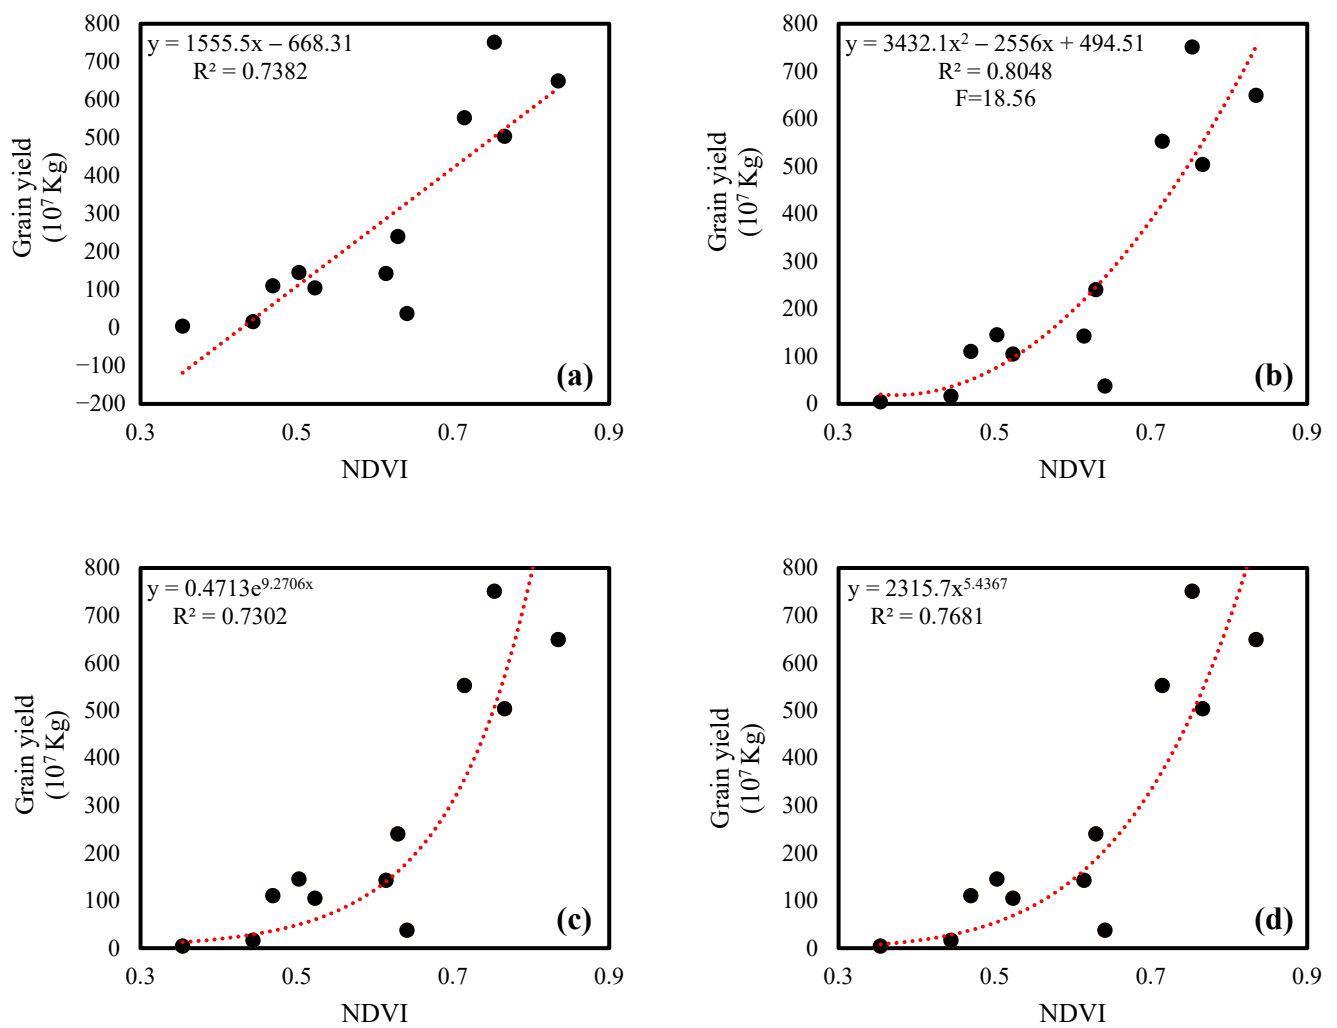 y = 1555.5x − 668.31
R² = 0.7382
800
700
600
500
400
300
200
100
0
−100
−200
Grain yield
(10⁷ Kg)
0.3 0.5 0.7 0.9
NDVI
(a)
y = 3432.1x² − 2556x + 494.51
R² = 0.8048
F=18.56
800
700
600
500
400
300
200
100
0
Grain yield
(10⁷ Kg)
0.3 0.5 0.7 0.9
NDVI
(b)
y = 0.4713e^9.2706x
R² = 0.7302
800
700
600
500
400
300
200
100
0
Grain yield
(10⁷ Kg)
0.3 0.5 0.7 0.9
NDVI
(c)
y = 2315.7x^5.4367
R² = 0.7681
800
700
600
500
400
300
200
100
0
Grain yield
(10⁷ Kg)
0.3 0.5 0.7 0.9
NDVI
(d)